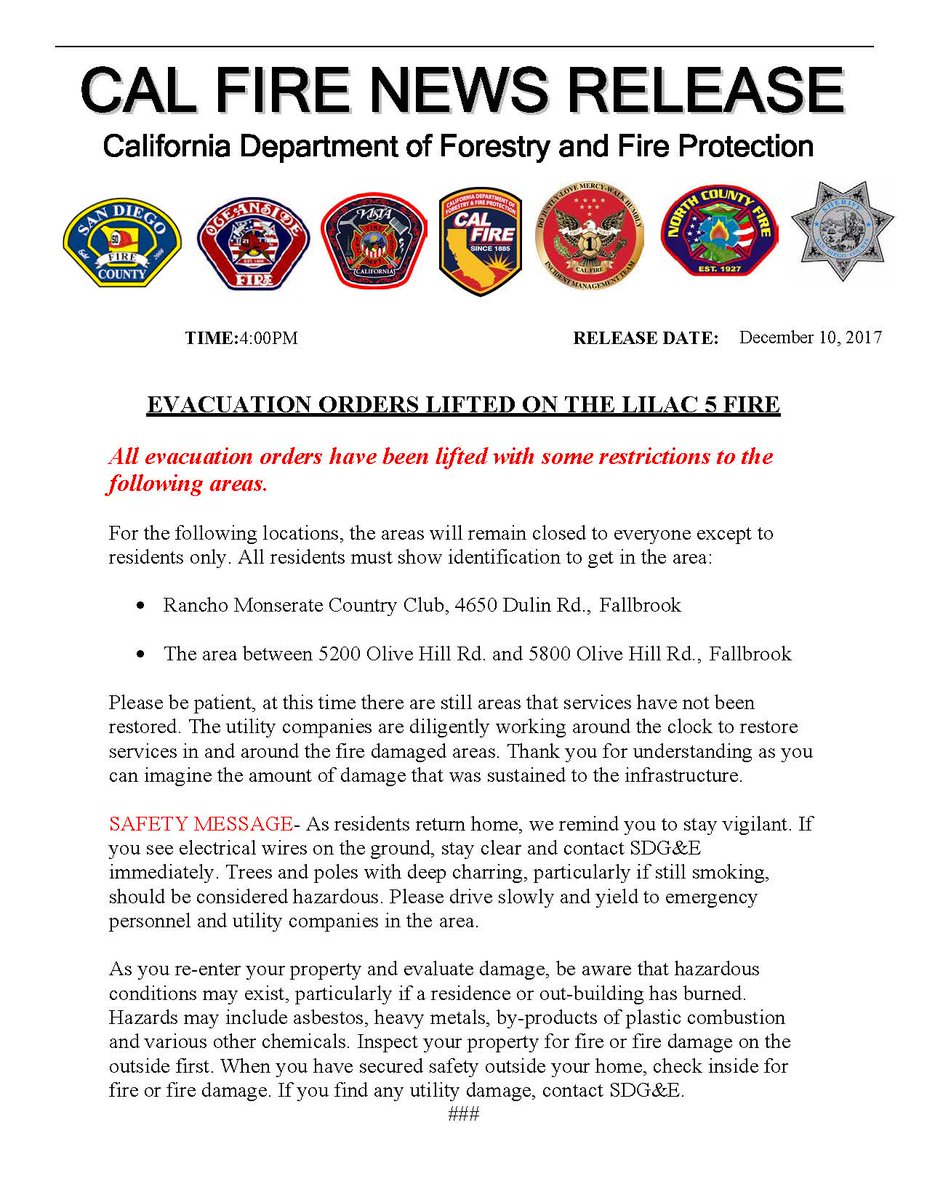 CAL FIRE NEWS RELEASE
California Department of Forestry and Fire Protection
SAN DIEGO
SD
FIRE
COUNTY
OCEANSIDE
FIRE
VISTA
FIRE
CALIFORNIA
CALIFORNIA DEPARTMENT OF
FORESTRY & FIRE PROTECTION
CAL
FIRE
SINCE 1885
DO JUSTLY-LOVE MERCY-WALK HUMBLY
1
CAL FIRE
INCIDENT MANAGEMENT TEAM
NORTH COUNTY FIRE
EST. 1927
SHERIFF
TIME:4:00PM RELEASE DATE: December 10, 2017
EVACUATION ORDERS LIFTED ON THE LILAC 5 FIRE
All evacuation orders have been lifted with some restrictions to the
following areas.
For the following locations, the areas will remain closed to everyone except to
residents only. All residents must show identification to get in the area:
• Rancho Monserate Country Club, 4650 Dulin Rd., Fallbrook
• The area between 5200 Olive Hill Rd. and 5800 Olive Hill Rd., Fallbrook
Please be patient, at this time there are still areas that services have not been
restored. The utility companies are diligently working around the clock to restore
services in and around the fire damaged areas. Thank you for understanding as you
can imagine the amount of damage that was sustained to the infrastructure.
SAFETY MESSAGE- As residents return home, we remind you to stay vigilant. If
you see electrical wires on the ground, stay clear and contact SDG&E
immediately. Trees and poles with deep charring, particularly if still smoking,
should be considered hazardous. Please drive slowly and yield to emergency
personnel and utility companies in the area.
As you re-enter your property and evaluate damage, be aware that hazardous
conditions may exist, particularly if a residence or out-building has burned.
Hazards may include asbestos, heavy metals, by-products of plastic combustion
and various other chemicals. Inspect your property for fire or fire damage on the
outside first. When you have secured safety outside your home, check inside for
fire or fire damage. If you find any utility damage, contact SDG&E.
###